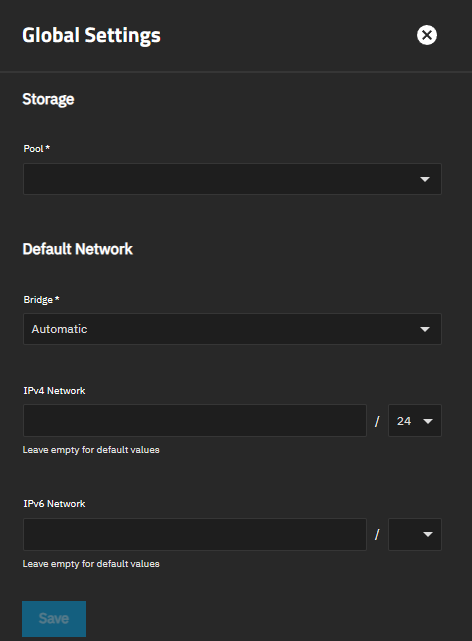 Global Settings
Storage
Pool *
Default Network
Bridge *
Automatic
IPv4 Network
/ 24
Leave empty for default values
IPv6 Network
/
Leave empty for default values
Save